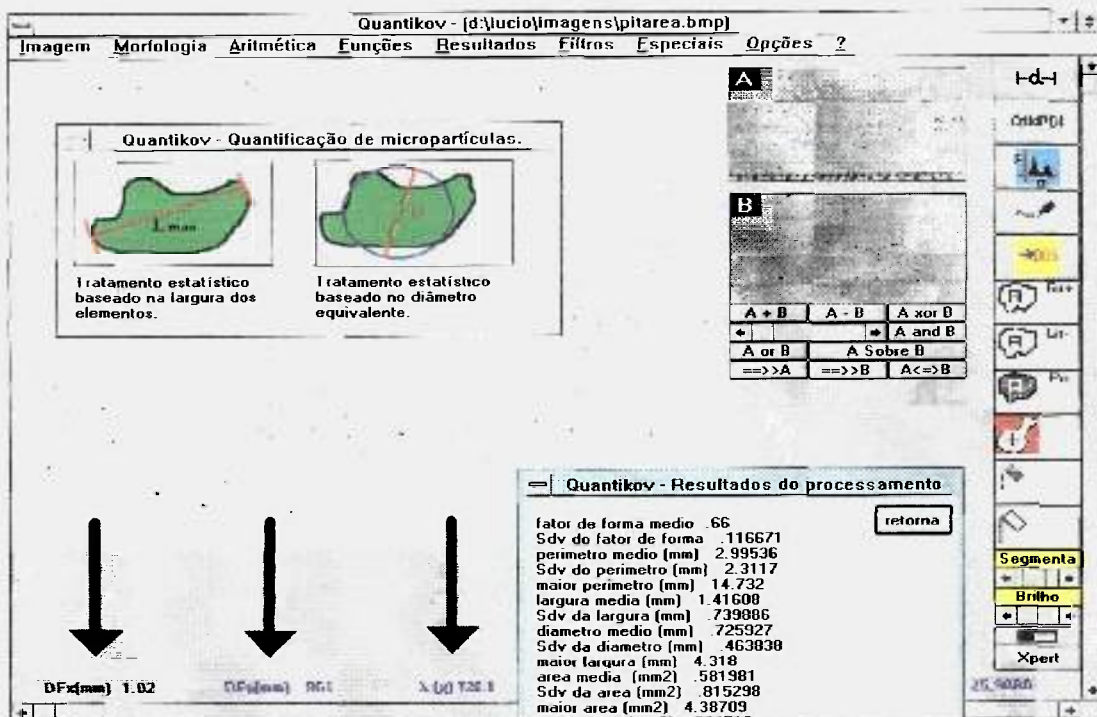 Quantikov - (d:\lucio\imagens\pitarea.bmp)
Imagem Morfologia Aritmética Funções Resultados Filtros Especiais Opções ?
Quantikov - Quantificação de micropartículas.
L max
Tratamento estatístico
baseado na largura dos
elementos.
Tratamento estatístico
baseado no diâmetro
equivalente.
A
B
A + B A - B A xor B
A and B
A or B A Sobre B
==>>A ==>>B A<=>B
d
Segmenta
Brilho
Xpert
Quantikov - Resultados do processamento
retorna
fator de forma medio .66
Sdv do fator de forma .116671
perimetro medio (mm) 2.99536
Sdv do perimetro (mm) 2.3117
maior perimetro (mm) 14.732
largura media (mm) 1.41608
Sdv da largura (mm) .739886
diametro medio (mm) .725927
Sdv da diametro (mm) .463838
maior largura (mm) 4.318
area media (mm2) .581981
Sdv da area (mm2) .815298
maior area (mm2) 4.38709
DFx(mm) 1.02